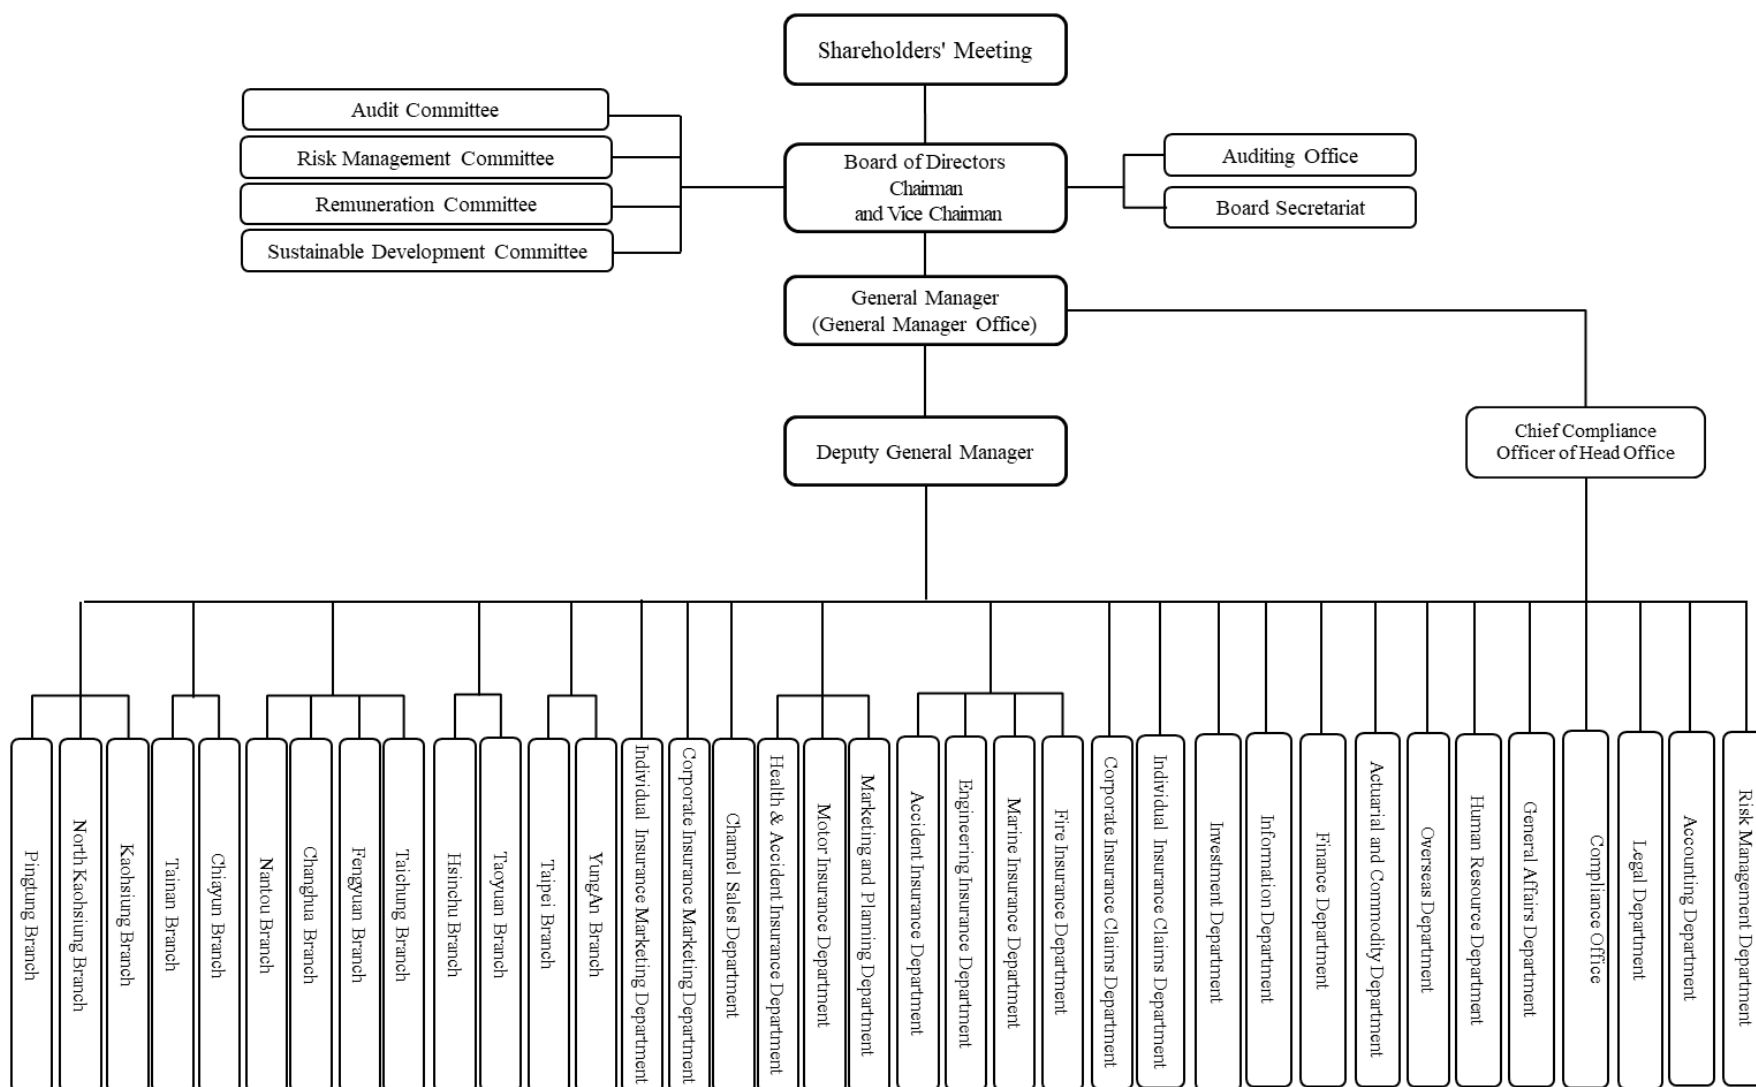 Shareholders' Meeting
Audit Committee
Risk Management Committee
Remuneration Committee
Sustainable Development Committee
Board of Directors
Chairman
and Vice Chairman
Auditing Office
Board Secretariat
General Manager
(General Manager Office)
Deputy General Manager
Chief Compliance
Officer of Head Office
Pingtung Branch
North Kaohsiung Branch
Kaohsiung Branch
Tainan Branch
Chiayun Branch
Nantou Branch
Changhua Branch
Fengyuan Branch
Taichung Branch
Hsinchu Branch
Taoyuan Branch
Taipei Branch
YungAn Branch
Individual Insurance Marketing Department
Corporate Insurance Marketing Department
Channel Sales Department
Health & Accident Insurance Department
Motor Insurance Department
Marketing and Planning Department
Accident Insurance Department
Engineering Insurance Department
Marine Insurance Department
Fire Insurance Department
Corporate Insurance Claims Department
Individual Insurance Claims Department
Investment Department
Information Department
Finance Department
Actuarial and Commodity Department
Overseas Department
Human Resource Department
General Affairs Department
Compliance Office
Legal Department
Accounting Department
Risk Management Department